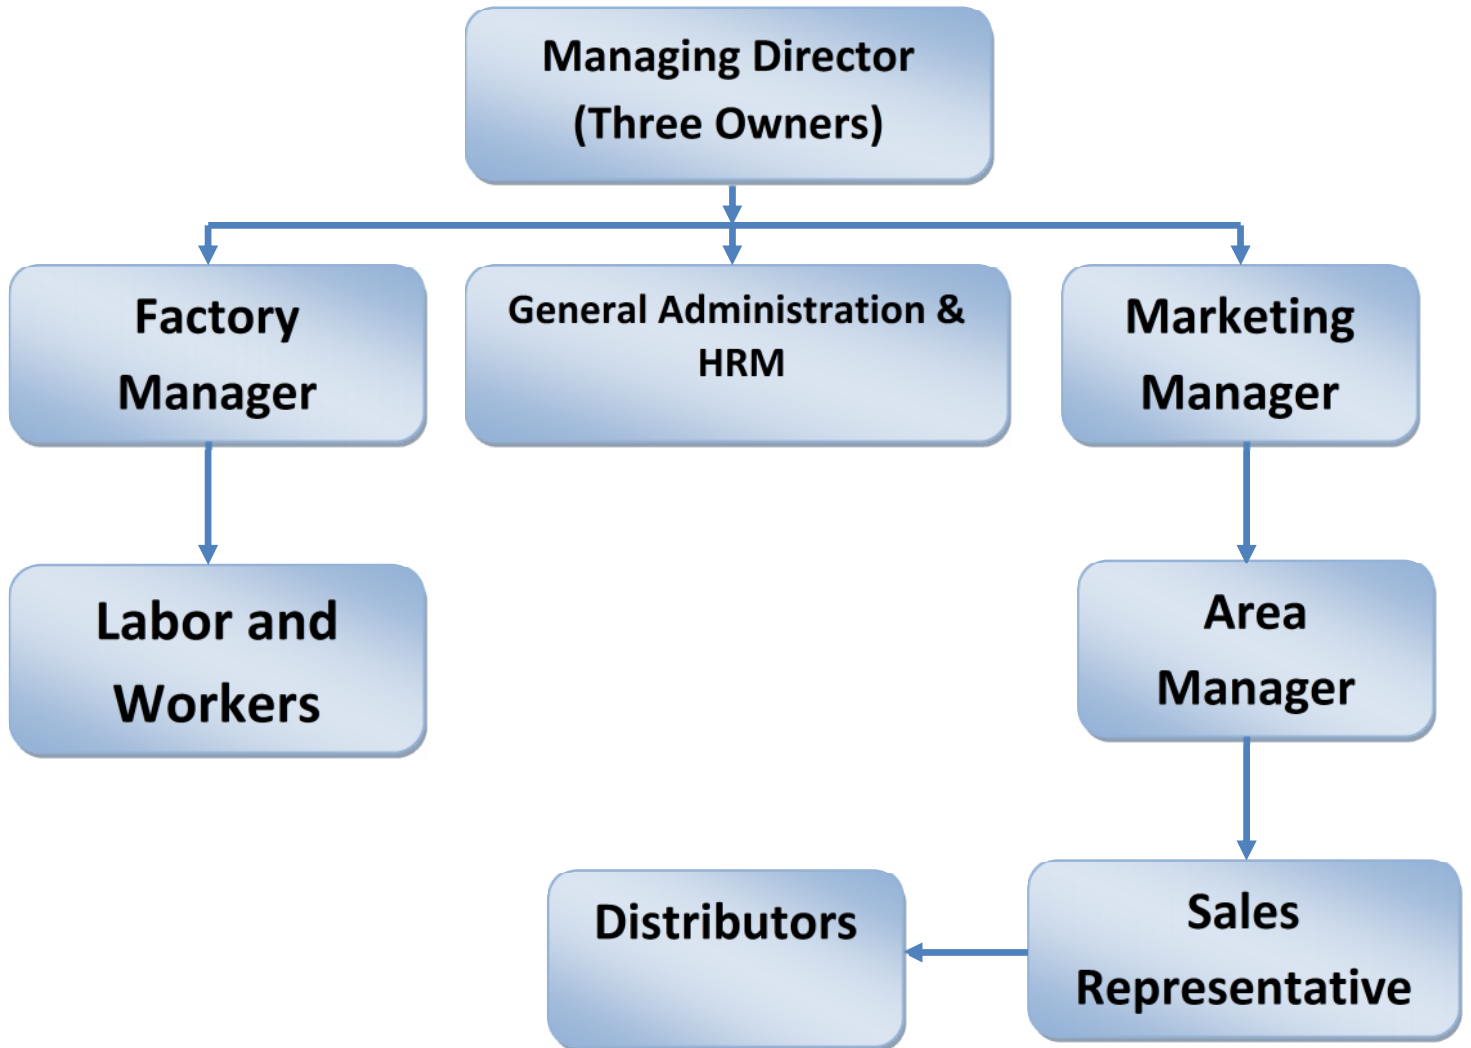 Managing Director
(Three Owners)
Factory
Manager
General Administration &
HRM
Marketing
Manager
Labor and
Workers
Area
Manager
Distributors
Sales
Representative